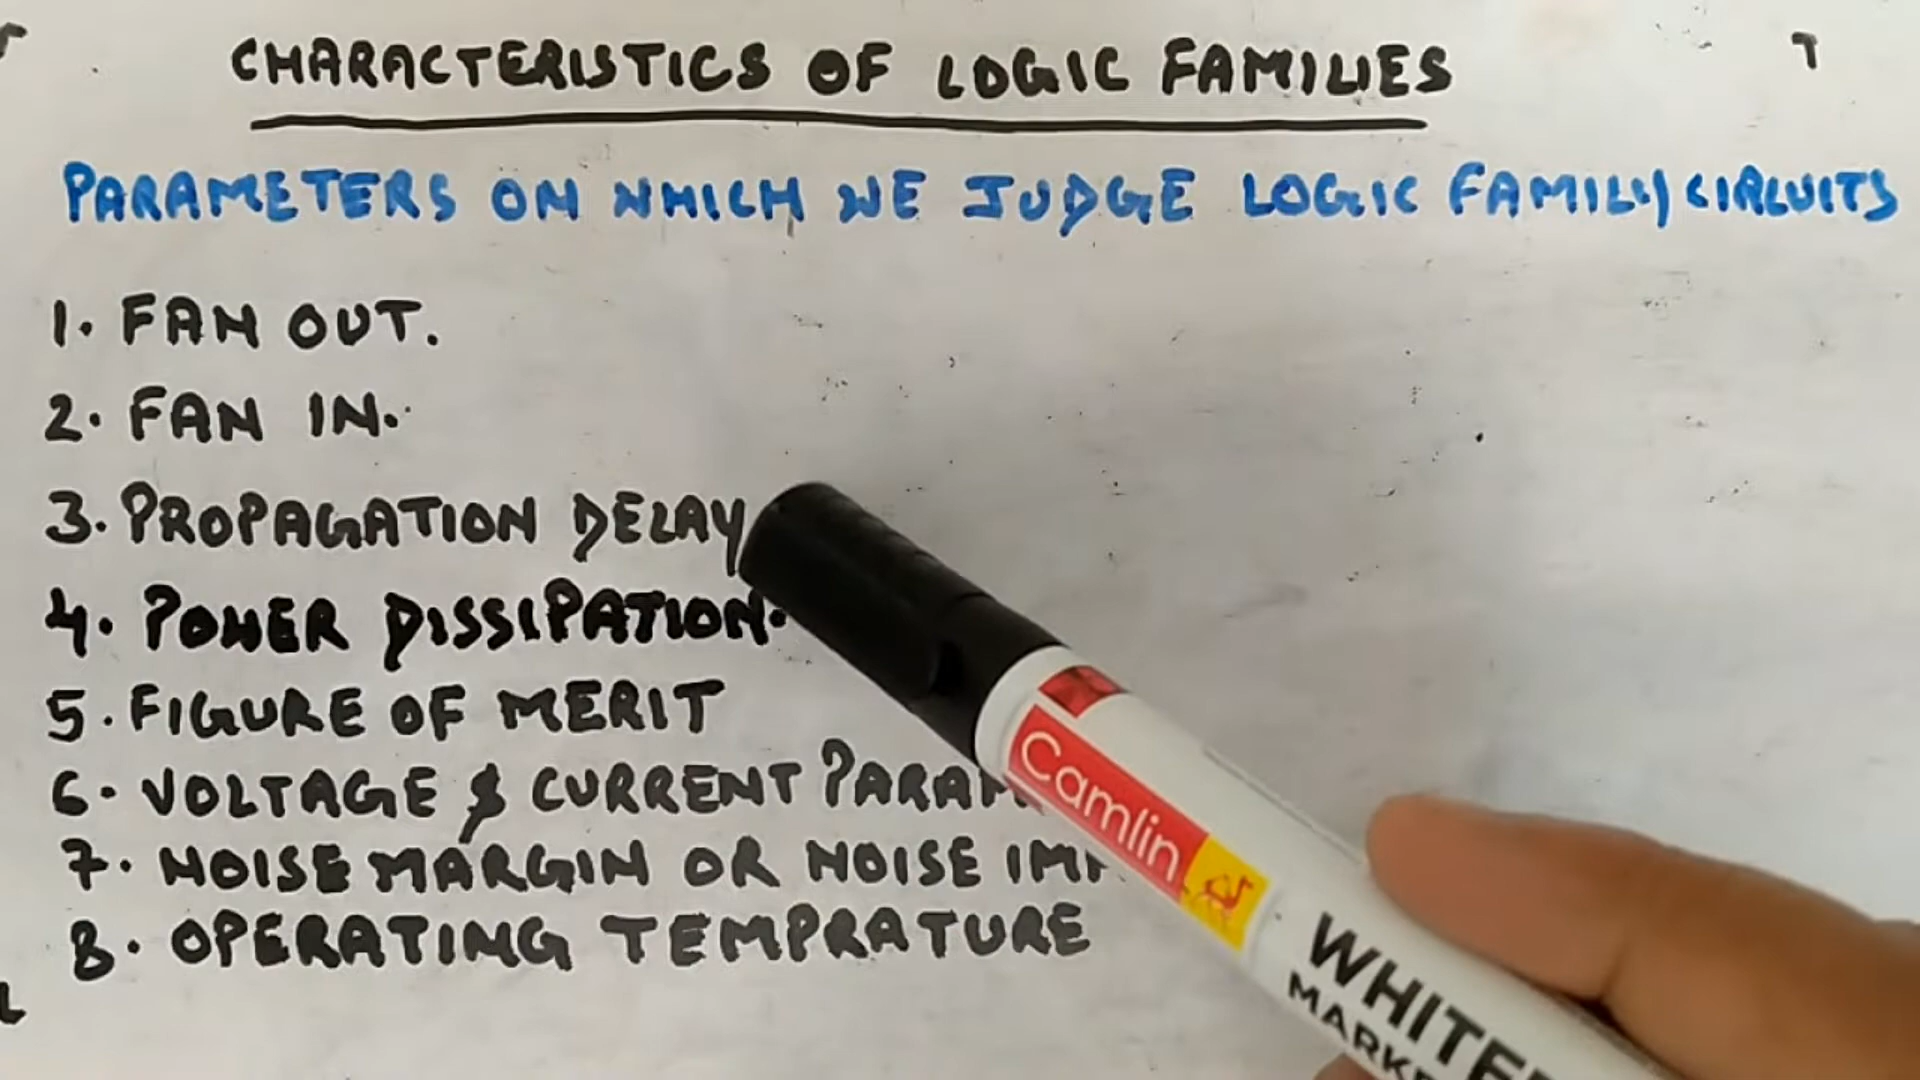 CHARACTERISTICS OF LOGIC FAMILIES
PARAMETERS ON WHICH WE JUDGE LOGIC FAMILY CIRCUITS
1. FAN OUT.
2. FAN IN.
3. PROPAGATION DELAY
4. POWER DISSIPATION.
5. FIGURE OF MERIT
6. VOLTAGE & CURRENT
7. NOISE MARGIN OR NOISE
8. OPERATING TEMPRATURE
Camlin